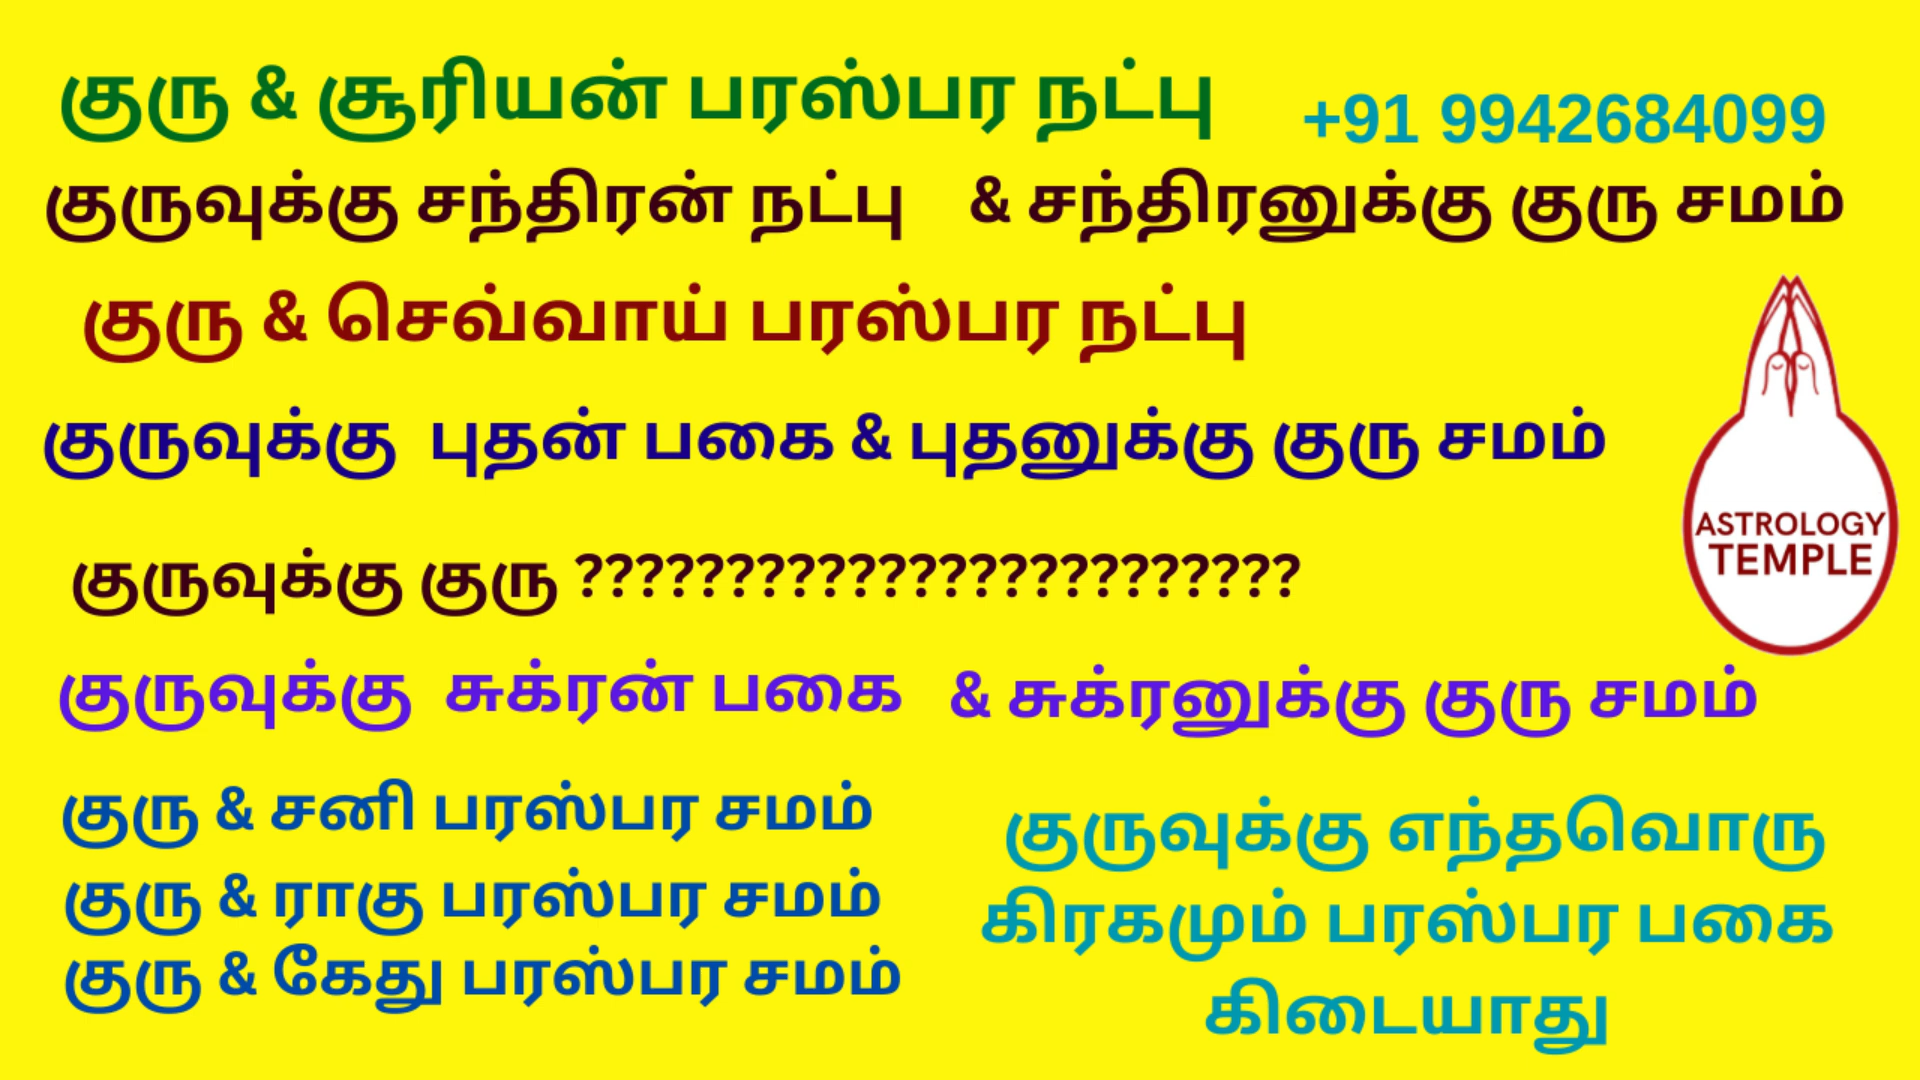 குரு & சூரியன் பரஸ்பர நட்பு
+91 9942684099
குருவுக்கு சந்திரன் நட்பு & சந்திரனுக்கு குரு சமம்
குரு & செவ்வாய் பரஸ்பர நட்பு
குருவுக்கு புதன் பகை & புதனுக்கு குரு சமம்
ASTROLOGY
TEMPLE
குருவுக்கு குரு ????????????????????????
குருவுக்கு சுக்ரன் பகை & சுக்ரனுக்கு குரு சமம்
குரு & சனி பரஸ்பர சமம்
குரு & ராகு பரஸ்பர சமம்
குரு & கேது பரஸ்பர சமம்
குருவுக்கு எந்தவொரு
கிரகமும் பரஸ்பர பகை
கிடையாது